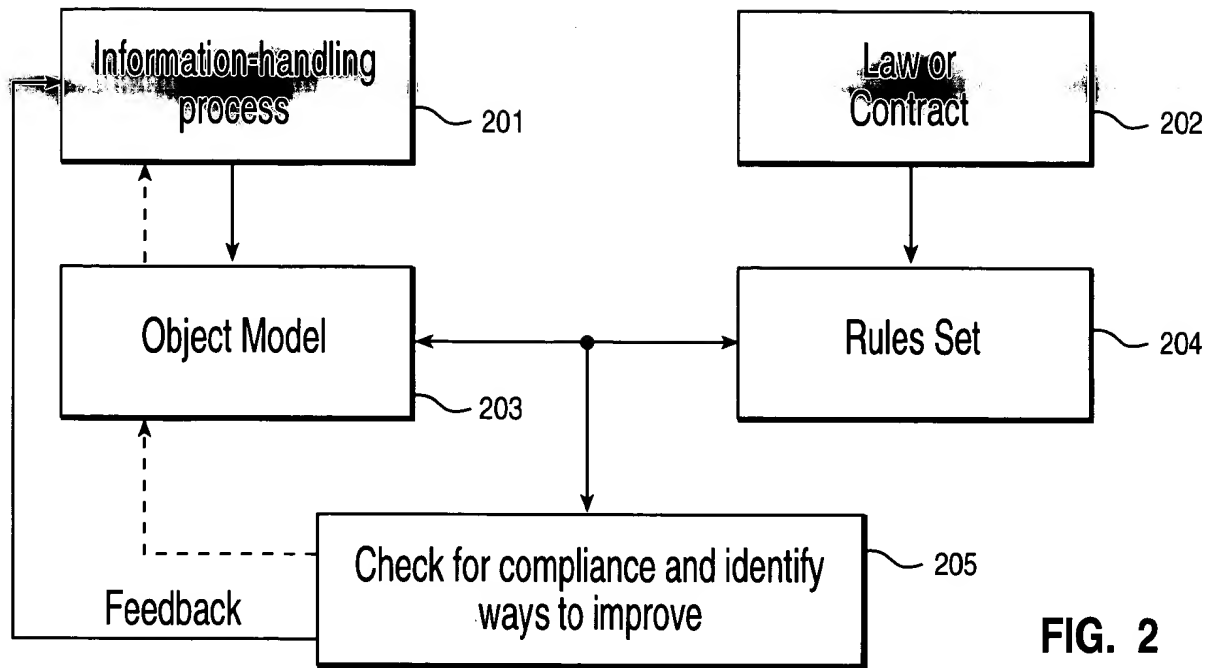 Information-handling
process
201
Law or
Contract
202
Object Model
203
Rules Set
204
Check for compliance and identify
ways to improve
205
Feedback
FIG. 2